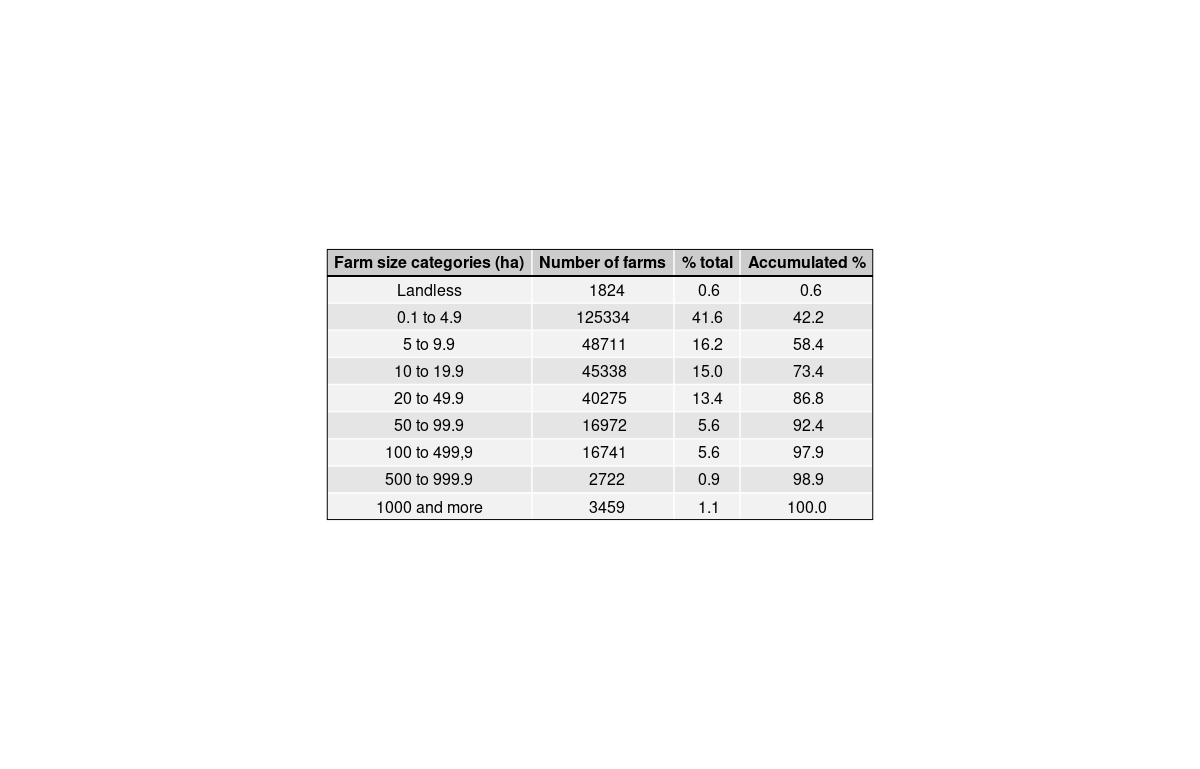 Farm size categories (ha) Number of farms % total Accumulated %
Landless 1824 0.6 0.6
0.1 to 4.9 125334 41.6 42.2
5 to 9.9 48711 16.2 58.4
10 to 19.9 45338 15.0 73.4
20 to 49.9 40275 13.4 86.8
50 to 99.9 16972 5.6 92.4
100 to 499,9 16741 5.6 97.9
500 to 999.9 2722 0.9 98.9
1000 and more 3459 1.1 100.0